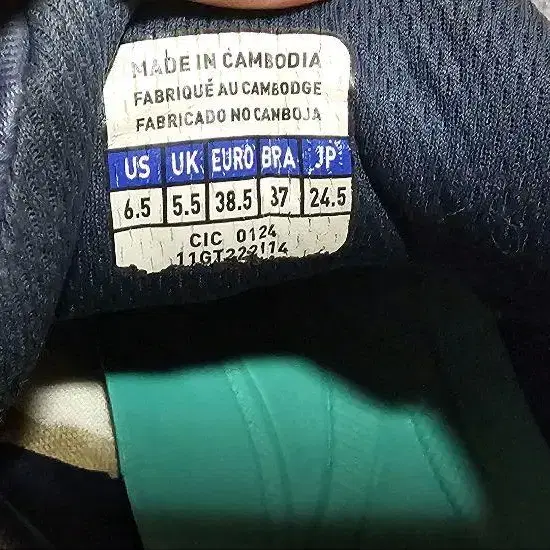 MADE IN CAMBODIA
FABRIQUÉ AU CAMBODGE
FABRICADO NO CAMBOJA
US UK EURO BRA JP
6.5 5.5 38.5 37 24.5
CIC 0124